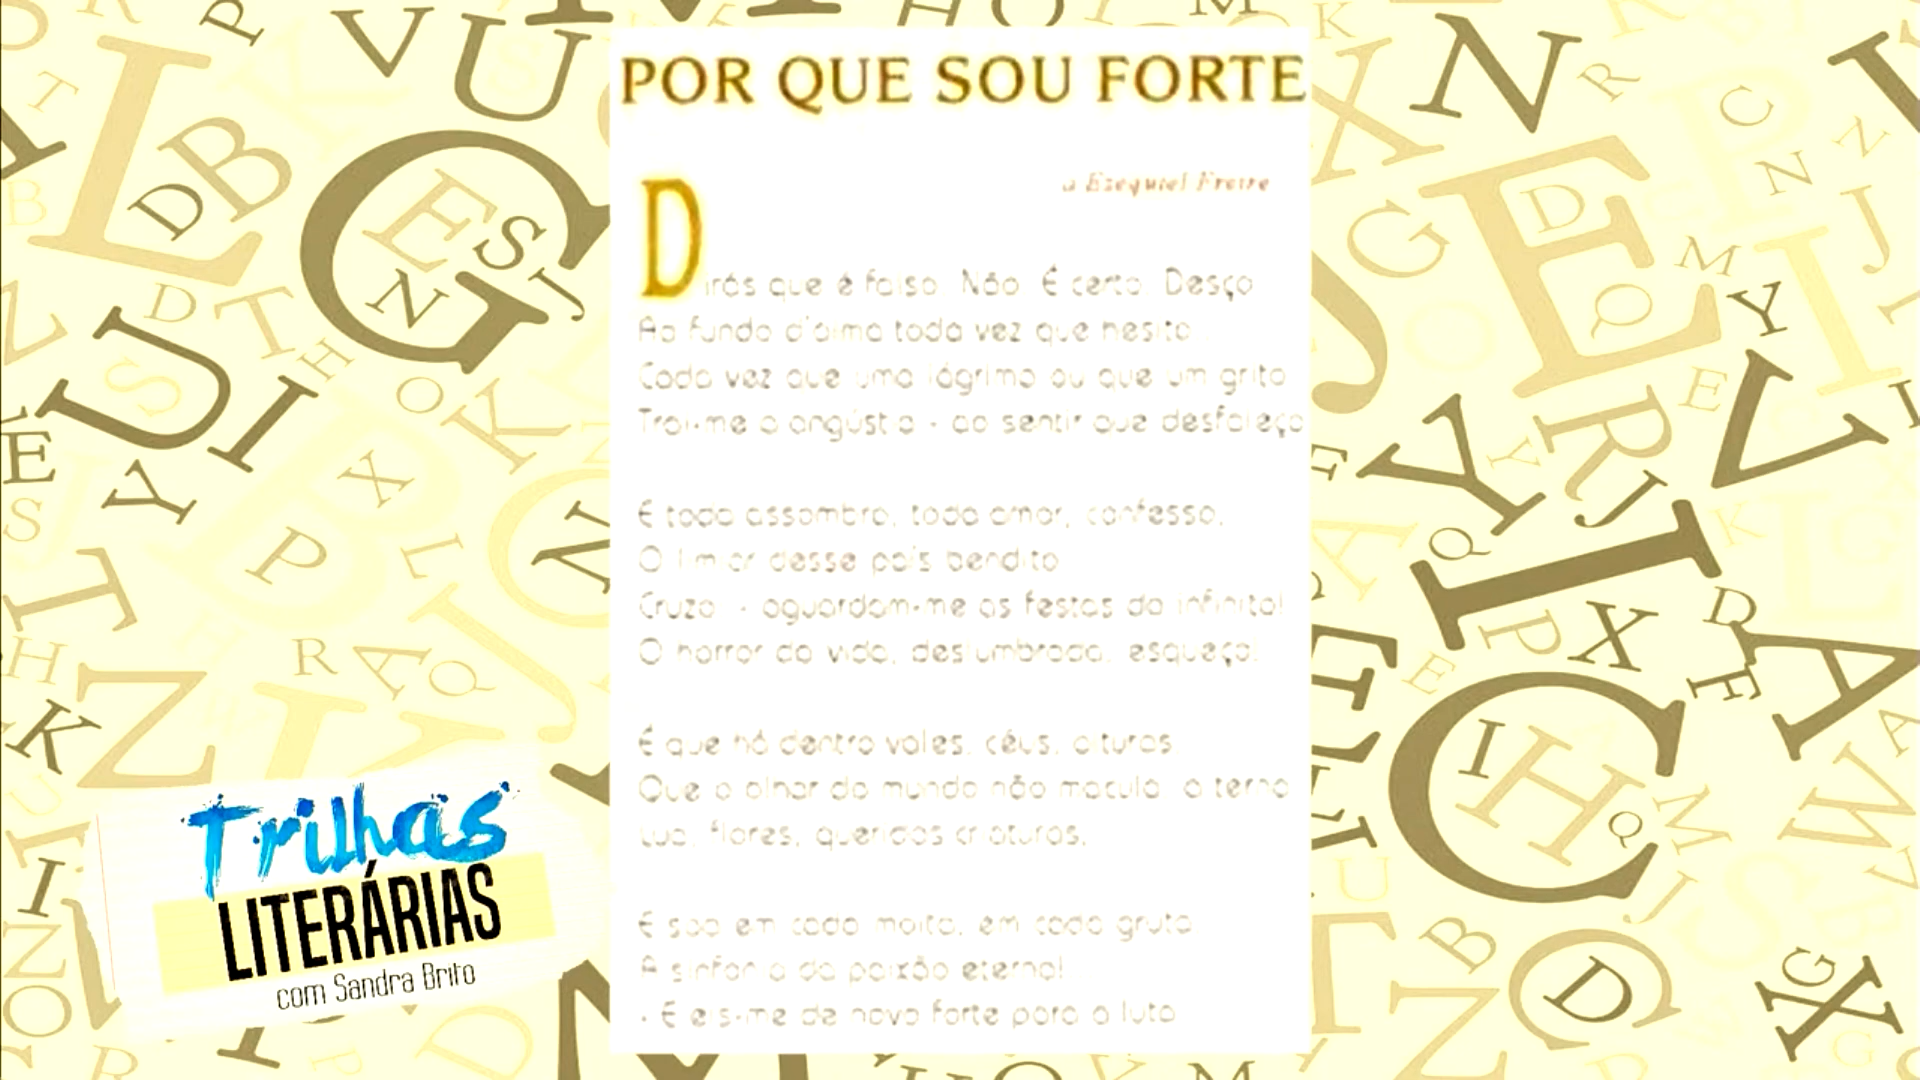 POR QUE SOU FORTE
a Ezequiel Freire
Dirás que é falso. Não. É certo. Desço
Ao fundo d'alma toda vez que hesito
Cada vez que uma lágrima ou que um grito
Trai-me a angústia - ao sentir que desfaleço
E toda assombro, toda amor, confesso,
O limiar desse país bendito
Cruzo - aguardam-me as festas do infinito!
O horror da vida, deslumbrada, esqueço.
É que há dentro vales, céus, alturas
Que o olhar do mundo não macula, a terna
Lua, flores, queridas criaturas,
E soa em cada moita, em cada gruta
A sinfonia da paixão eterna!
- E eis-me de novo forte para a luta
Trilhas
LITERÁRIAS
com Sandra Brito